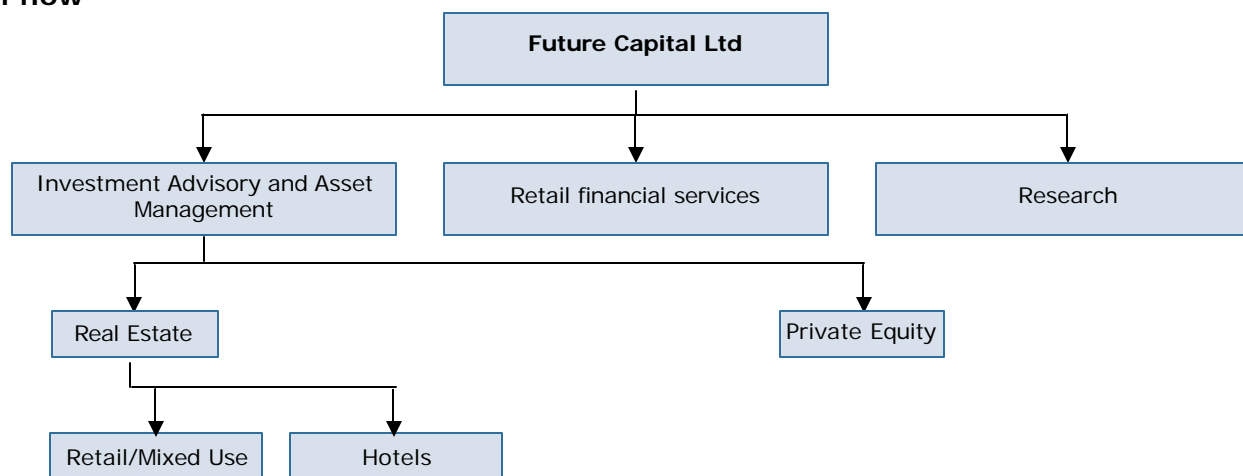 Future Capital Ltd
Investment Advisory and Asset
Management
Retail financial services
Research
Real Estate
Private Equity
Retail/Mixed Use
Hotels